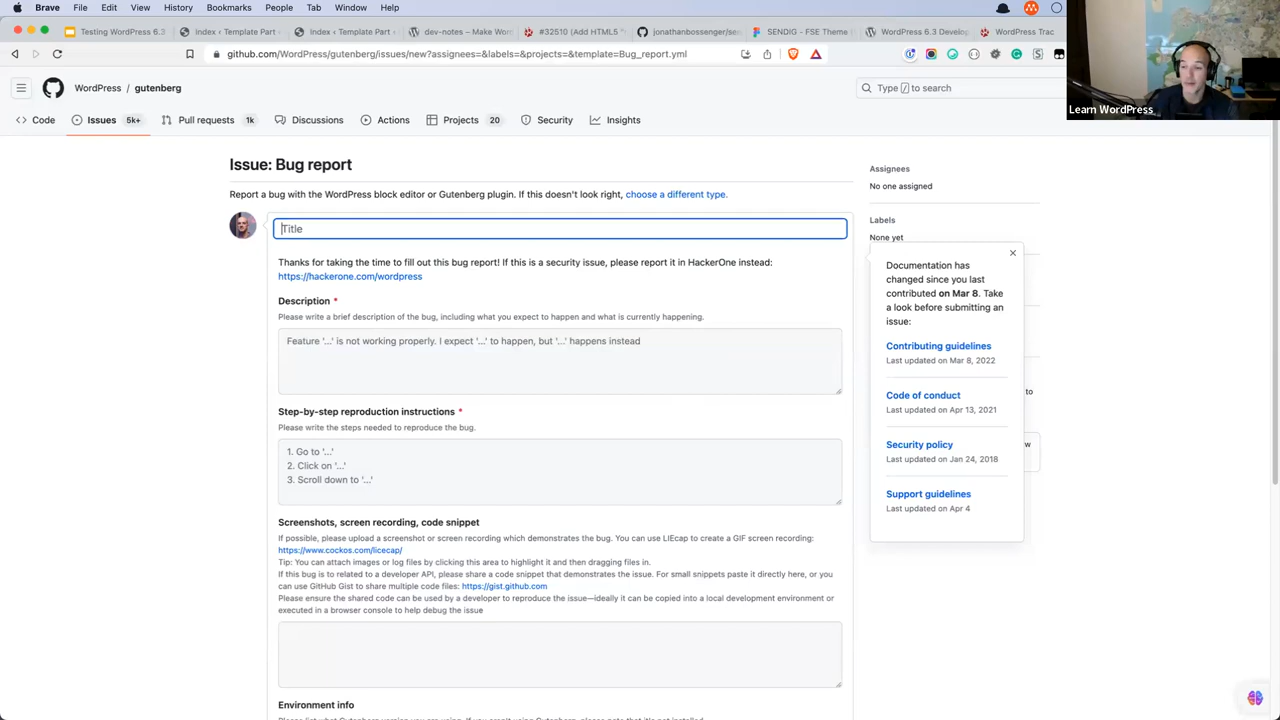 Brave File Edit View History Bookmarks People Tab Window Help
Testing WordPress 6.3
index ‹ Template Part
index ‹ Template Part
dev-notes – Make Wor
#32510 (Add HTML5
jonathanbossenger/se
SENDIG - FSE Theme
WordPress 6.3 Develo
WordPress Trac
github.com/WordPress/gutenberg/issues/new?assignees=&labels=&projects=&template=Bug_report.yml
Learn WordPress
WordPress / gutenberg
Type / to search
Code
Issues 5k+
Pull requests 1k
Discussions
Projects 20
Security
Insights
Issue: Bug report
Report a bug with the WordPress block editor or Gutenberg plugin. If this doesn't look right, choose a different type.
Title
Thanks for taking the time to fill out this bug report! If this is a security issue, please report it in HackerOne instead:
https://hackerone.com/wordpress
Description *
Please write a brief description of the bug, including what you expect to happen and what is currently happening.
Feature '...' is not working properly. I expect '...' to happen, but '...' happens instead
Step-by-step reproduction instructions *
Please write the steps needed to reproduce the bug.
1. Go to '...'
2. Click on '...'
3. Scroll down to '...'
Screenshots, screen recording, code snippet
If possible, please upload a screenshot or screen recording which demonstrates the bug. You can use LIEcap to create a GIF screen recording:
https://www.cockos.com/licecap/
Tip: You can attach images or log files by clicking this area to highlight it and then dragging files in.
If this bug is to related to a developer API, please share a code snippet that demonstrates the issue. For small snippets paste it directly here, or you
can use GitHub Gist to share multiple code files: https://gist.github.com
Please ensure the shared code can be used by a developer to reproduce the issue—ideally it can be copied into a local development environment or
executed in a browser console to help debug the issue
Environment info
Assignees
No one assigned
Labels
None yet
Documentation has
changed since you last
contributed on Mar 8. Take
a look before submitting an
issue:
Contributing guidelines
Last updated on Mar 8, 2022
Code of conduct
Last updated on Apr 13, 2021
Security policy
Last updated on Jan 24, 2018
Support guidelines
Last updated on Apr 4
to
w